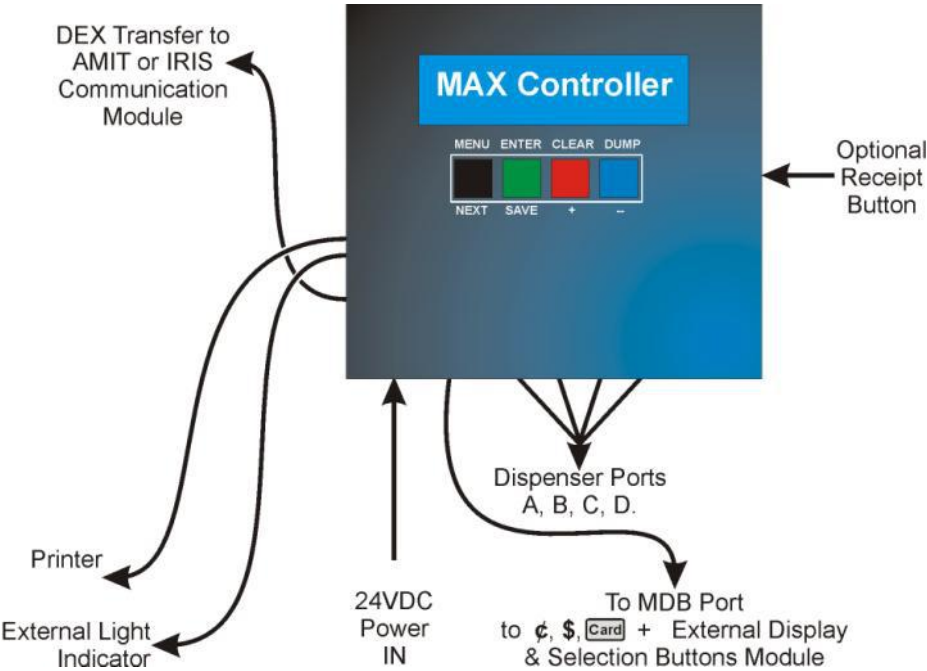 DEX Transfer to
AMIT or IRIS
Communication
Module
MAX Controller
MENU ENTER CLEAR DUMP
NEXT SAVE + –
Optional
Receipt
Button
Dispenser Ports
A, B, C, D.
Printer
External Light
Indicator
24VDC
Power
IN
To MDB Port
to ¢, $, Card + External Display
& Selection Buttons Module